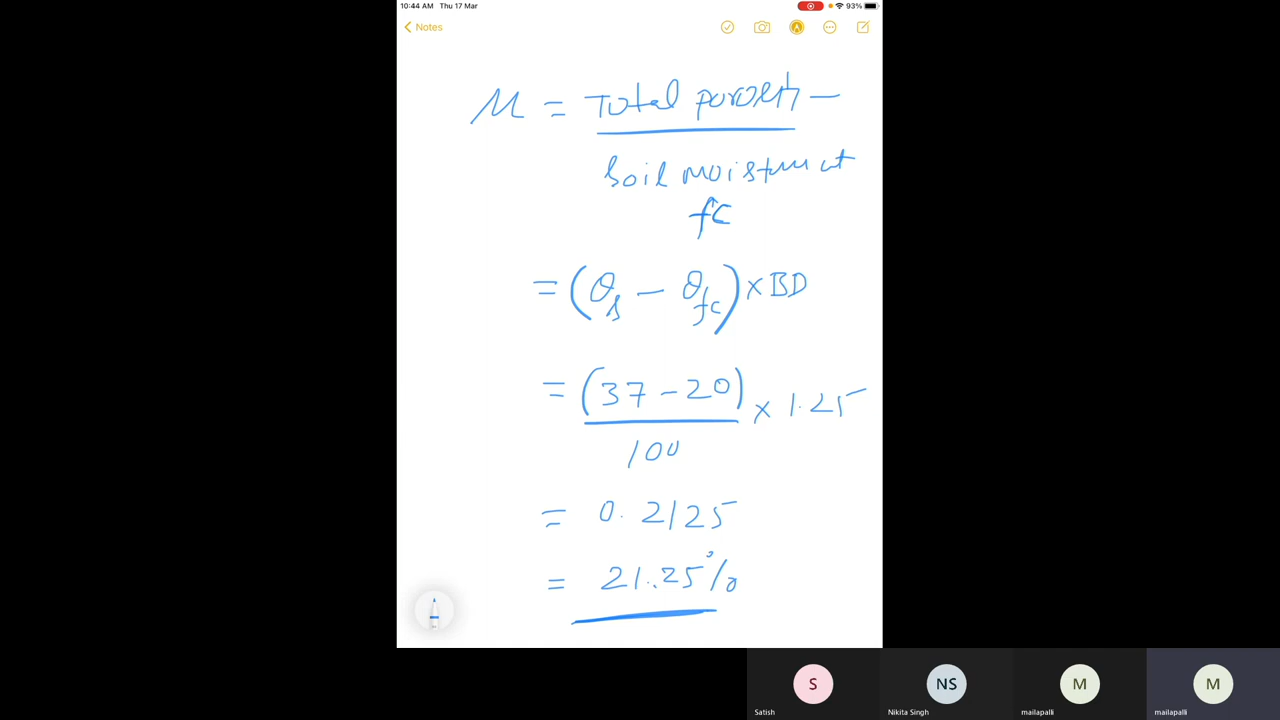 10:44 AM Thu 17 Mar
93%
Notes
M = Total porosity —
Soil moisture at
fc
= (θs − θfc) × BD
= (37 − 20) / 100 × 1.25
= 0.2125
= 21.25%
S
NS
M
M
Satish
Nikita Singh
mailapalli
mailapalli